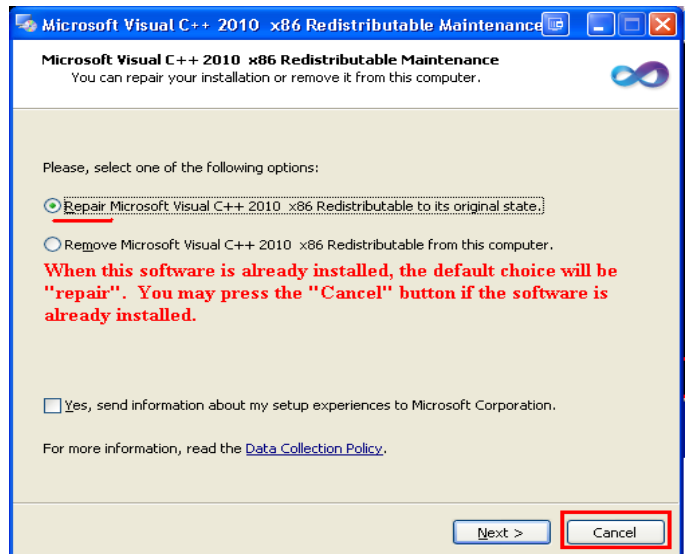 Microsoft Visual C++ 2010  x86 Redistributable Maintenance
Microsoft Visual C++ 2010  x86 Redistributable Maintenance
You can repair your installation or remove it from this computer.
Please, select one of the following options:
Repair Microsoft Visual C++ 2010  x86 Redistributable to its original state.
Remove Microsoft Visual C++ 2010  x86 Redistributable from this computer.
When this software is already installed, the default choice will be
"repair".  You may press the "Cancel" button if the software is
already installed.
Yes, send information about my setup experiences to Microsoft Corporation.
For more information, read the Data Collection Policy.
Next >
Cancel